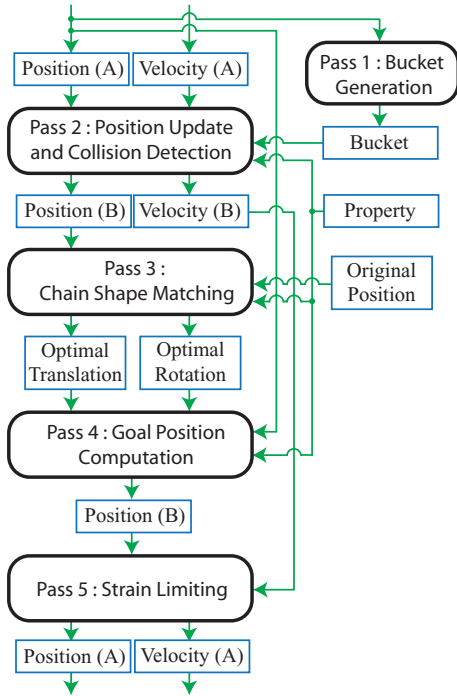 Position (A)
Velocity (A)
Pass 1 : Bucket
Generation
Pass 2 : Position Update
and Collision Detection
Bucket
Position (B)
Velocity (B)
Property
Pass 3 :
Chain Shape Matching
Original
Position
Optimal
Translation
Optimal
Rotation
Pass 4 : Goal Position
Computation
Position (B)
Pass 5 : Strain Limiting
Position (A)
Velocity (A)